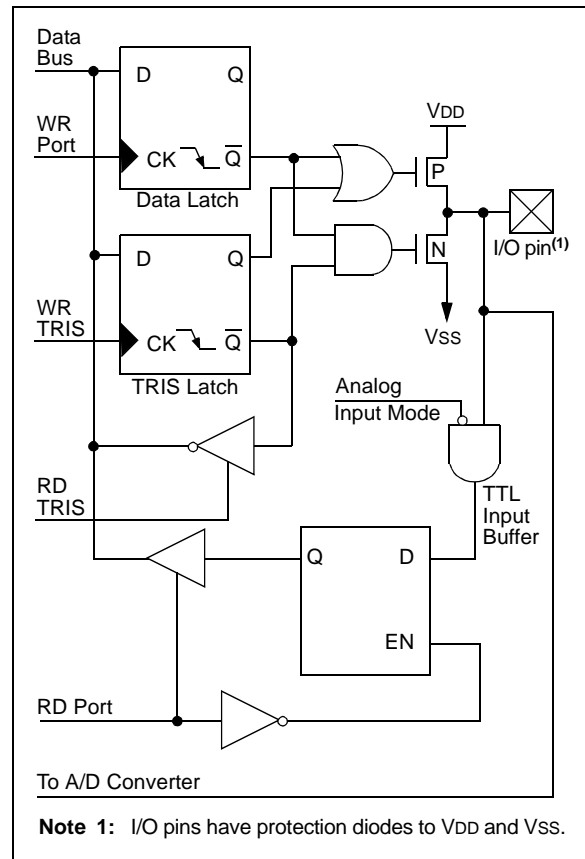 Data
Bus
D Q
WR
Port
CK Q
Data Latch
VDD
P
I/O pin(1)
N
VSS
D Q
WR
TRIS
CK Q
TRIS Latch
Analog
Input Mode
TTL
Input
Buffer
RD
TRIS
Q D
EN
RD Port
To A/D Converter
Note 1: I/O pins have protection diodes to VDD and VSS.